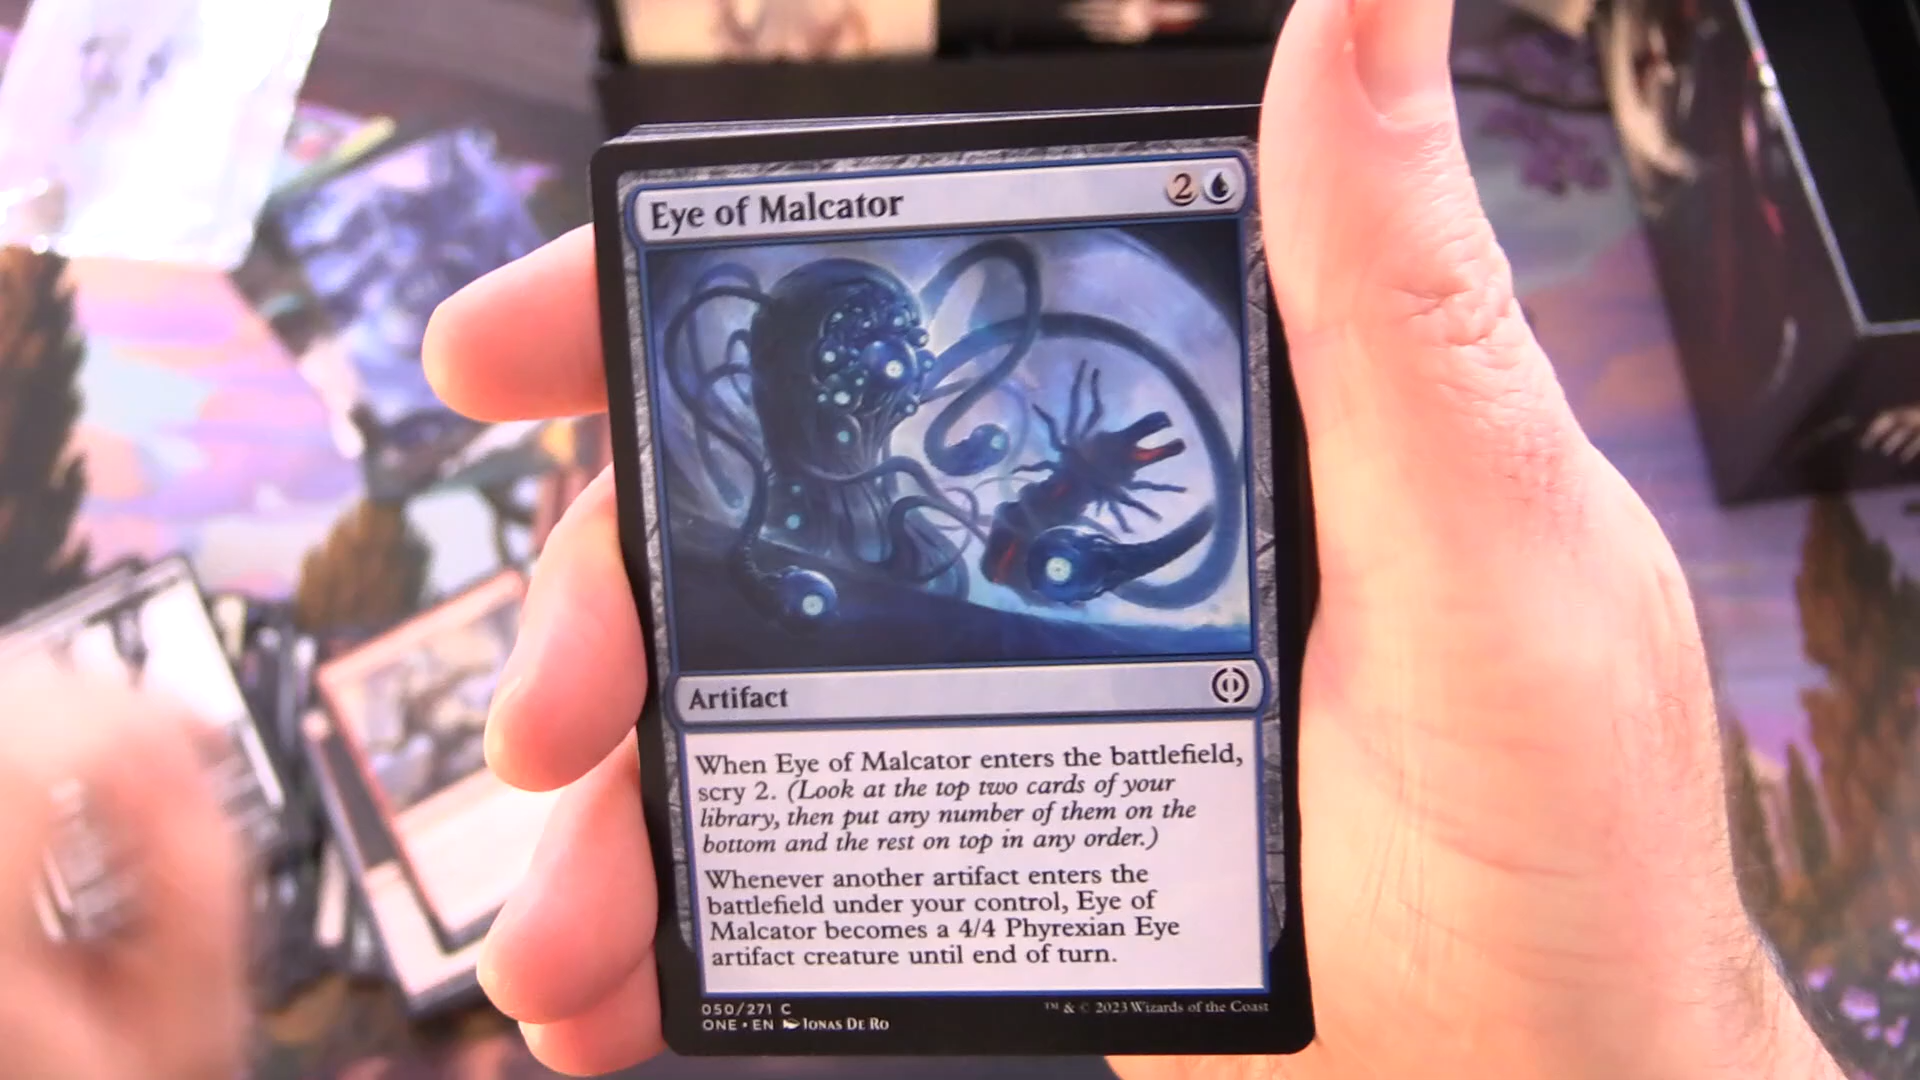 Eye of Malcator 2
Artifact
When Eye of Malcator enters the battlefield,
scry 2. (Look at the top two cards of your
library, then put any number of them on the
bottom and the rest on top in any order.)
Whenever another artifact enters the
battlefield under your control, Eye of
Malcator becomes a 4/4 Phyrexian Eye
artifact creature until end of turn.
050/271 C
ONE • EN JONAS DE RO
™ & © 2023 Wizards of the Coast